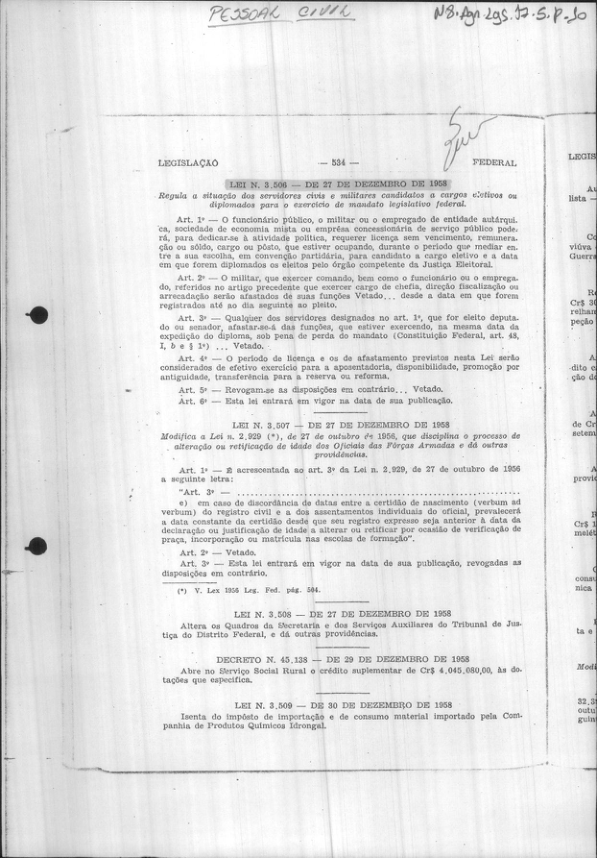 PESSOAL CIVIL
LEGISLAÇÃO — 534 — FEDERAL
LEI N. 3.506 — DE 27 DE DEZEMBRO DE 1958
Regula a situação dos servidores civis e militares candidatos a cargos eletivos ou
diplomados para o exercício de mandato legislativo federal.
Art. 1º — O funcionário público, o militar ou o empregado de entidade autárqui-
ca, sociedade de economia mista ou emprêsa concessionária de serviço público pode-
rá, para dedicar-se à atividade política, requerer licença sem vencimento, remunera-
ção ou sôldo, cargo ou pôsto, que estiver ocupando, durante o período que mediar en-
tre a sua escolha, em convenção partidária, para candidato a cargo eletivo e a data
em que forem diplomados os eleitos pelo órgão competente da Justiça Eleitoral.
Art. 2º — O militar, que exercer comando, bem como o funcionário ou o emprega-
do, referidos no artigo precedente que exercer cargo de chefia, direção fiscalização ou
arrecadação serão afastados de suas funções Vetado... desde a data em que forem
registrados até ao dia seguinte ao pleito.
Art. 3º — Qualquer dos servidores designados no art. 1º, que for eleito deputa-
do ou senador, afastar-se-á das funções, que estiver exercendo, na mesma data da
expedição do diploma, sob pena de perda do mandato (Constituição Federal, art. 48,
I, b e § 1º) ... Vetado.
Art. 4º — O período de licença e os de afastamento previstos nesta Lei serão
considerados de efetivo exercício para a aposentadoria, disponibilidade, promoção por
antiguidade, transferência para a reserva ou reforma.
Art. 5º — Revogam-se as disposições em contrário... Vetado.
Art. 6º — Esta lei entrará em vigor na data de sua publicação.
LEI N. 3.507 — DE 27 DE DEZEMBRO DE 1958
Modifica a Lei n. 2.929 (*), de 27 de outubro de 1956, que disciplina o processo de
alteração ou retificação de idade dos Oficiais das Fôrças Armadas e dá outras
providências.
Art. 1º — É acrescentada ao art. 3º da Lei n. 2.929, de 27 de outubro de 1956
a seguinte letra:
"Art. 3º — ............................................................
e) em caso de discordância de datas entre a certidão de nascimento (verbum ad
verbum) do registro civil e a dos assentamentos individuais do oficial, prevalecerá
a data constante da certidão desde que seu registro expresso seja anterior à data da
declaração ou justificação de idade a alterar ou retificar por ocasião de verificação de
praça, incorporação ou matrícula nas escolas de formação".
Art. 2º — Vetado.
Art. 3º — Esta lei entrará em vigor na data de sua publicação, revogadas as
disposições em contrário.
(*) V. Lex 1956 Leg. Fed. pág. 504.
LEI N. 3.508 — DE 27 DE DEZEMBRO DE 1958
Altera os Quadros da Secretaria e dos Serviços Auxiliares do Tribunal de Jus-
tiça do Distrito Federal, e dá outras providências.
DECRETO N. 45.138 — DE 29 DE DEZEMBRO DE 1958
Abre no Serviço Social Rural o crédito suplementar de Cr$ 4.045.080,00, às do-
tações que especifica.
LEI N. 3.509 — DE 30 DE DEZEMBRO DE 1958
Isenta do impôsto de importação e de consumo material importado pela Com-
panhia de Produtos Químicos Idrongal.
LEGIS
lista —
viúva
Guerra
Cr$ 30
relham
peção
dito e
ção de
de Cr
setem
provid
Cr$ 1
nica
ta e
Modi
32,3
outu
guin